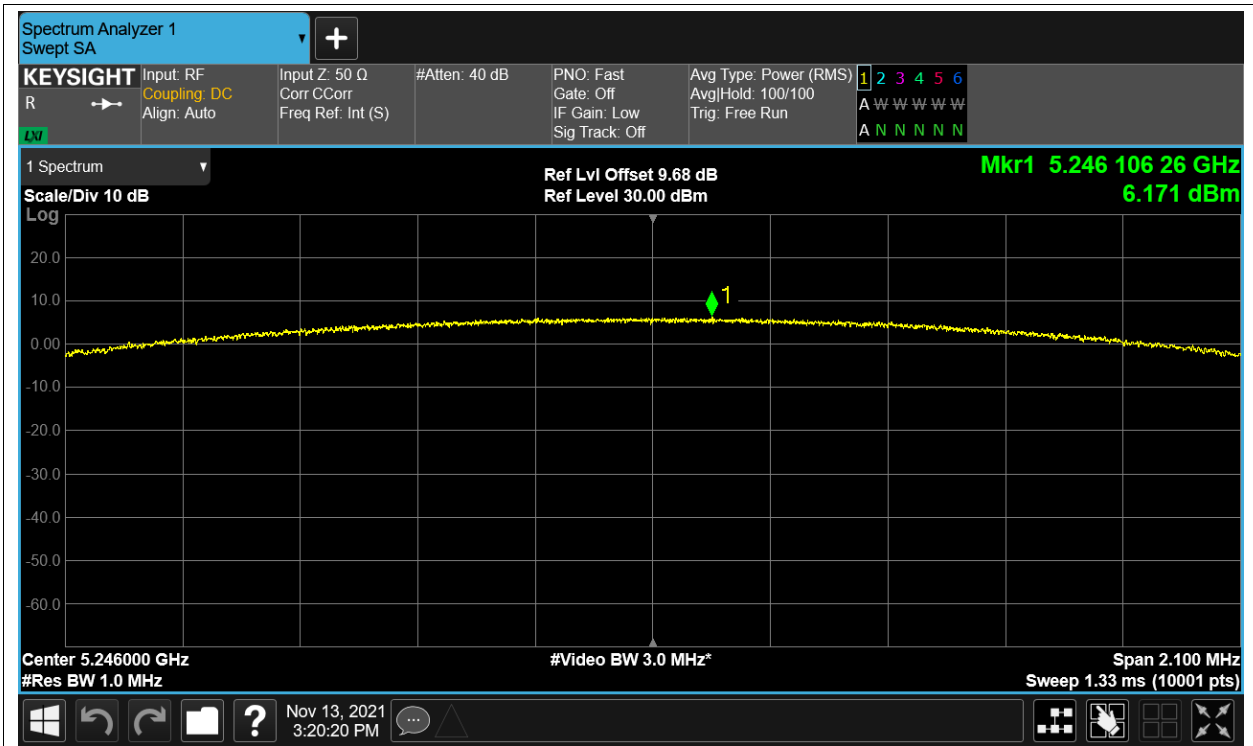 Spectrum Analyzer 1
Swept SA
KEYSIGHT
R
LXI
Input: RF
Coupling: DC
Align: Auto
Input Z: 50 Ω
Corr CCorr
Freq Ref: Int (S)
#Atten: 40 dB
PNO: Fast
Gate: Off
IF Gain: Low
Sig Track: Off
Avg Type: Power (RMS)
Avg|Hold: 100/100
Trig: Free Run
1 2 3 4 5 6
A W W W W W
A N N N N N
1 Spectrum
Scale/Div 10 dB
Ref Lvl Offset 9.68 dB
Ref Level 30.00 dBm
Mkr1 5.246 106 26 GHz
6.171 dBm
Log
20.0
10.0
0.00
-10.0
-20.0
-30.0
-40.0
-50.0
-60.0
1
Center 5.246000 GHz
#Res BW 1.0 MHz
#Video BW 3.0 MHz*
Span 2.100 MHz
Sweep 1.33 ms (10001 pts)
?
Nov 13, 2021
3:20:20 PM